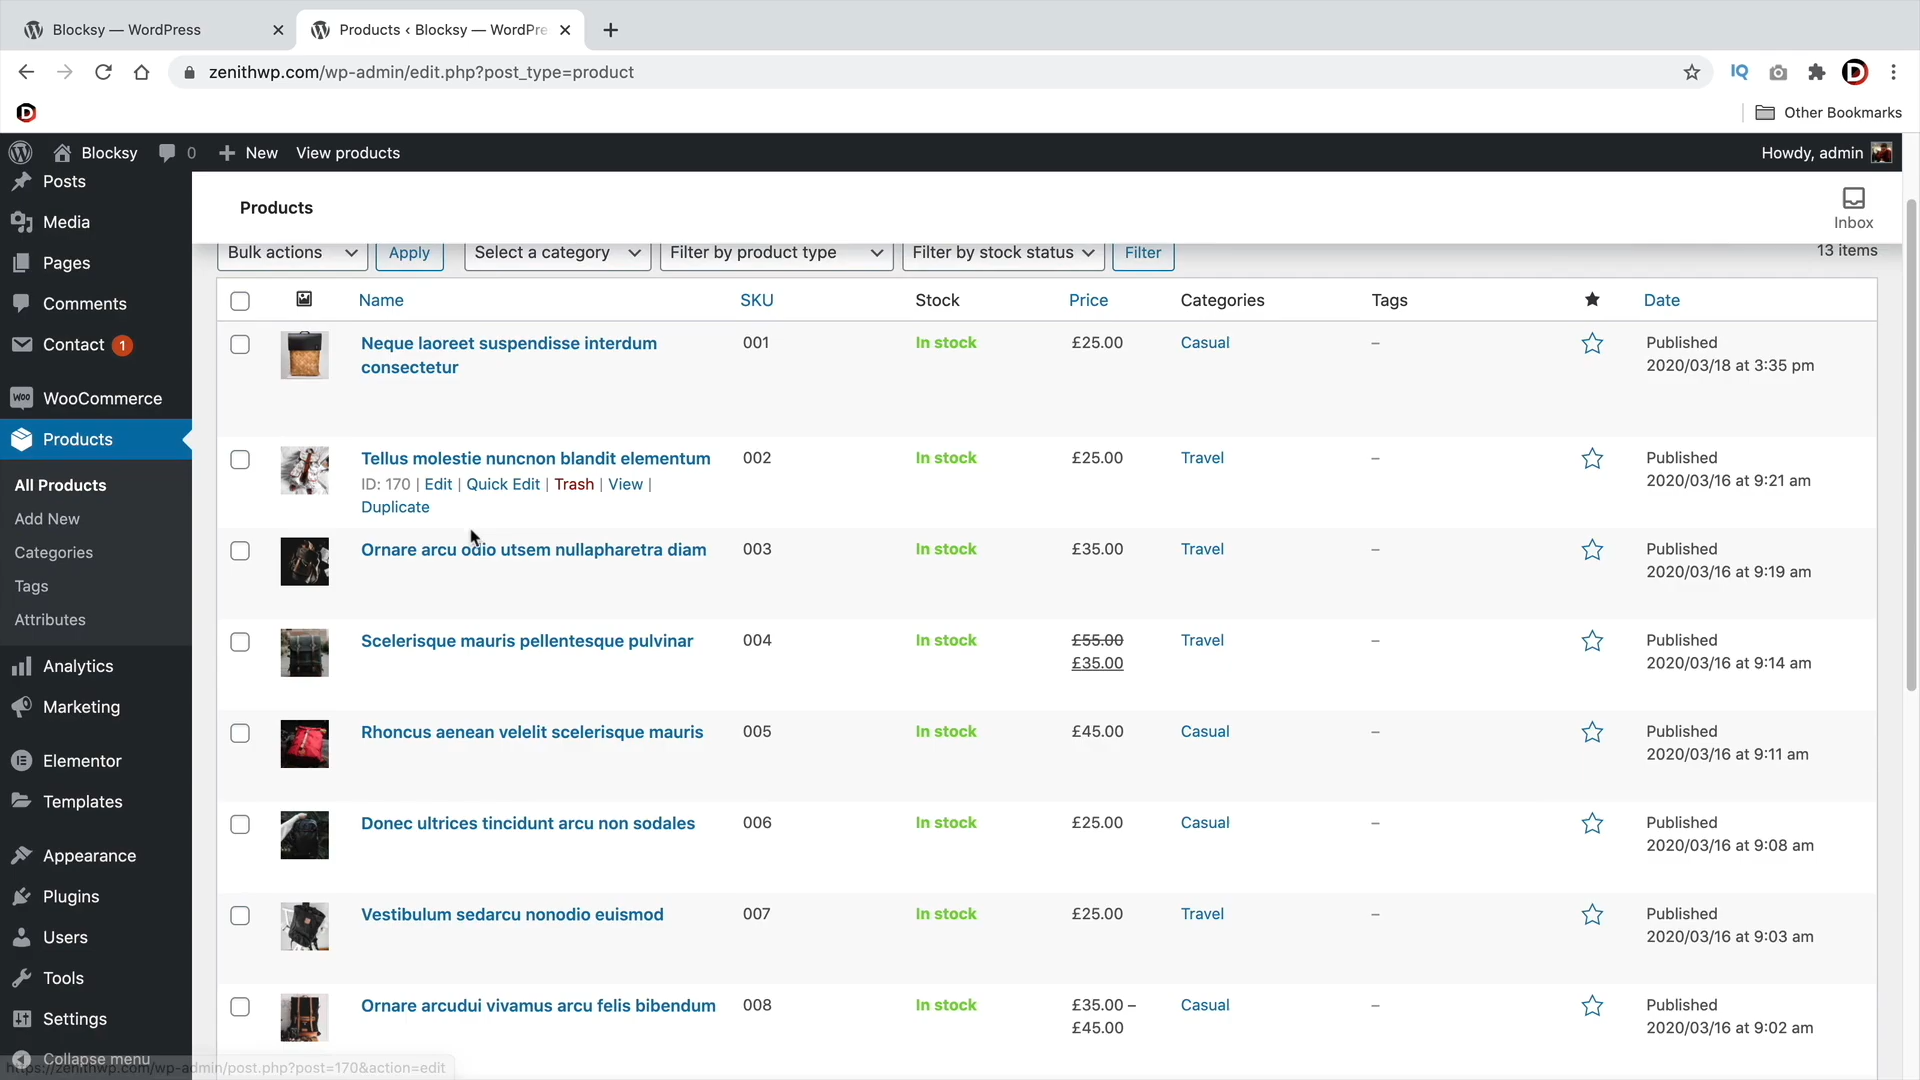 Blocksy — WordPress
Products ‹ Blocksy — WordPre
zenithwp.com/wp-admin/edit.php?post_type=product
IQ
D
D
Other Bookmarks
Blocksy
0
New
View products
Howdy, admin
Posts
Media
Pages
Comments
Contact 1
Woo WooCommerce
Products
All Products
Add New
Categories
Tags
Attributes
Analytics
Marketing
Elementor
Templates
Appearance
Plugins
Users
Tools
Settings
Collapse menu
https://zenithwp.com/wp-admin/post.php?post=170&action=edit
Products
Inbox
Bulk actions
Apply
Select a category
Filter by product type
Filter by stock status
Filter
13 items
Name SKU Stock Price Categories Tags Date
Neque laoreet suspendisse interdum 001 In stock £25.00 Casual – Published
consectetur 2020/03/18 at 3:35 pm
Tellus molestie nuncnon blandit elementum 002 In stock £25.00 Travel – Published
ID: 170 | Edit | Quick Edit | Trash | View | 2020/03/16 at 9:21 am
Duplicate
Ornare arcu odio utsem nullapharetra diam 003 In stock £35.00 Travel – Published
2020/03/16 at 9:19 am
Scelerisque mauris pellentesque pulvinar 004 In stock £55.00 Travel – Published
£35.00 2020/03/16 at 9:14 am
Rhoncus aenean velelit scelerisque mauris 005 In stock £45.00 Casual – Published
2020/03/16 at 9:11 am
Donec ultrices tincidunt arcu non sodales 006 In stock £25.00 Casual – Published
2020/03/16 at 9:08 am
Vestibulum sedarcu nonodio euismod 007 In stock £25.00 Travel – Published
2020/03/16 at 9:03 am
Ornare arcudui vivamus arcu felis bibendum 008 In stock £35.00 – Casual – Published
£45.00 2020/03/16 at 9:02 am